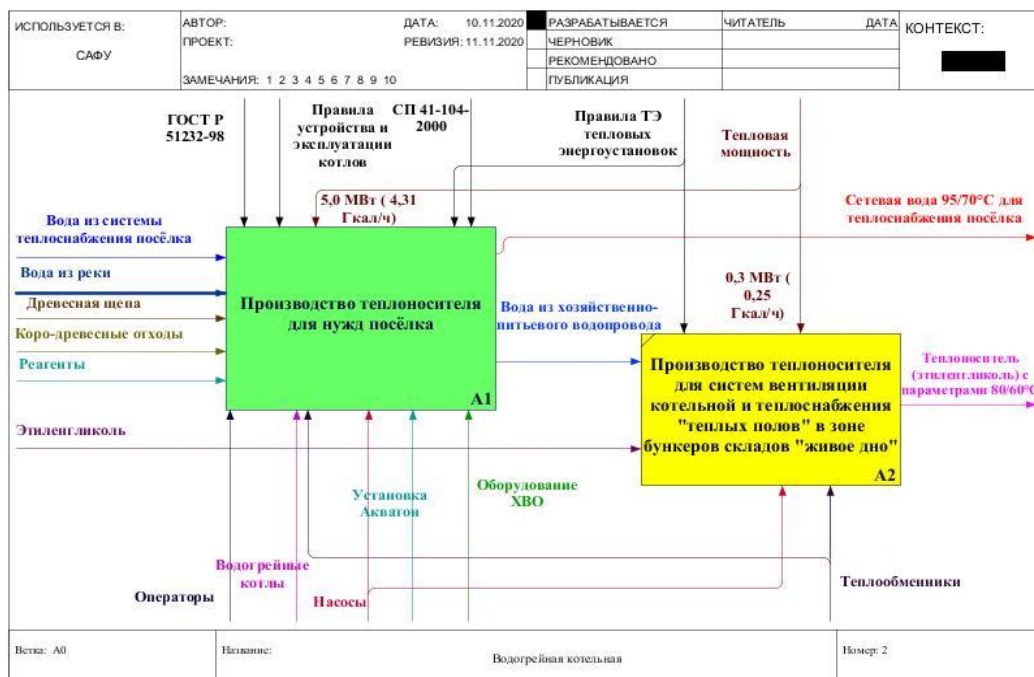 ИСПОЛЬЗУЕТСЯ В:
САФУ
АВТОР:
ДАТА: 10.11.2020
ПРОЕКТ:
РЕВИЗИЯ: 11.11.2020
ЗАМЕЧАНИЯ: 1 2 3 4 5 6 7 8 9 10
РАЗРАБАТЫВАЕТСЯ
ЧЕРНОВИК
РЕКОМЕНДОВАНО
ПУБЛИКАЦИЯ
ЧИТАТЕЛЬ
ДАТА
КОНТЕКСТ:
ГОСТ Р
51232-98
Правила
устройства и
эксплуатации
котлов
СП 41-104-
2000
Правила ТЭ
тепловых
энергоустановок
Тепловая
мощность
5,0 МВт ( 4,31
Гкал/ч)
Сетевая вода 95/70°С для
теплоснабжения посёлка
Вода из системы
теплоснабжения посёлка
Вода из реки
Древесная щепа
Коро-древесные отходы
Реагенты
Производство теплоносителя
для нужд посёлка
A1
Вода из хозяйственно-
питьевого водопровода
0,3 МВт (
0,25
Гкал/ч)
Производство теплоносителя
для систем вентиляции
котельной и теплоснабжения
"теплых полов" в зоне
бункеров складов "живое дно"
A2
Теплоноситель
(этиленгликоль) с
параметрами 80/60°С
Этиленгликоль
Установка
Акватон
Оборудование
ХВО
Водогрейные
котлы
Операторы
Насосы
Теплообменники
Ветка: A0
Название:
Водогрейная котельная
Номер: 2